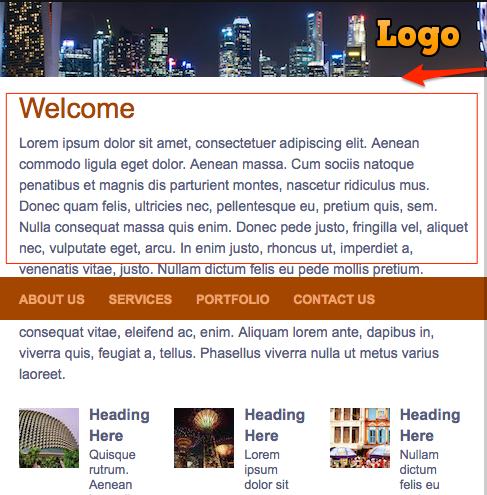 Logo
Welcome
Lorem ipsum dolor sit amet, consectetuer adipiscing elit. Aenean
commodo ligula eget dolor. Aenean massa. Cum sociis natoque
penatibus et magnis dis parturient montes, nascetur ridiculus mus.
Donec quam felis, ultricies nec, pellentesque eu, pretium quis, sem.
Nulla consequat massa quis enim. Donec pede justo, fringilla vel, aliquet
nec, vulputate eget, arcu. In enim justo, rhoncus ut, imperdiet a,
venenatis vitae, justo. Nullam dictum felis eu pede mollis pretium.
ABOUT US SERVICES PORTFOLIO CONTACT US
consequat vitae, eleifend ac, enim. Aliquam lorem ante, dapibus in,
viverra quis, feugiat a, tellus. Phasellus viverra nulla ut metus varius
laoreet.
Heading
Here
Quisque
rutrum.
Aenean
Heading
Here
Lorem
ipsum
dolor sit
Heading
Here
Nullam
dictum
felis eu